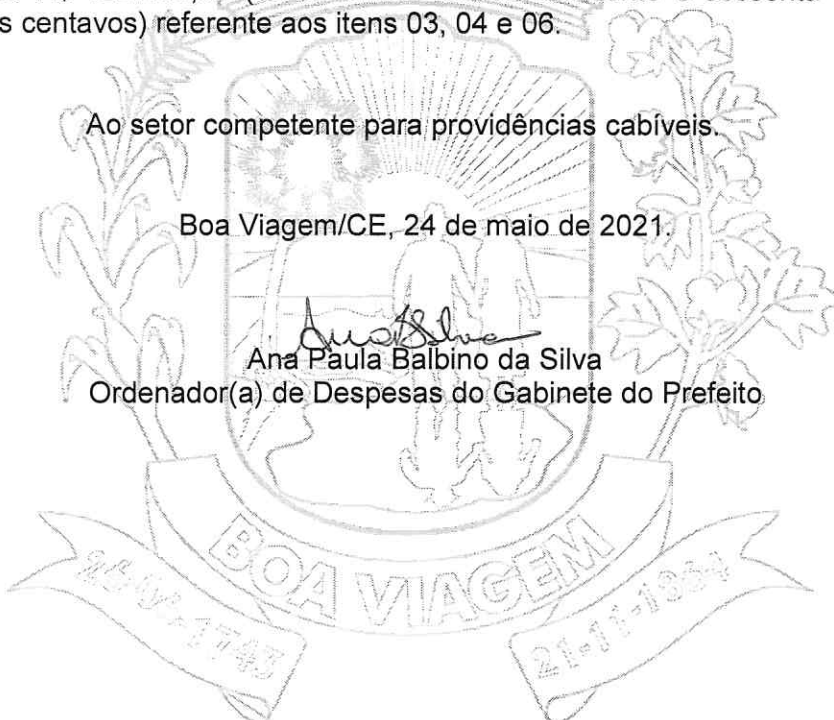 s centavos) referente aos itens 03, 04 e 06.
Ao setor competente para providências cabíveis.
Boa Viagem/CE, 24 de maio de 2021.
Ana Paula Balbino da Silva
Ordenador(a) de Despesas do Gabinete do Prefeito
BOA VIAGEM
21-11-1864